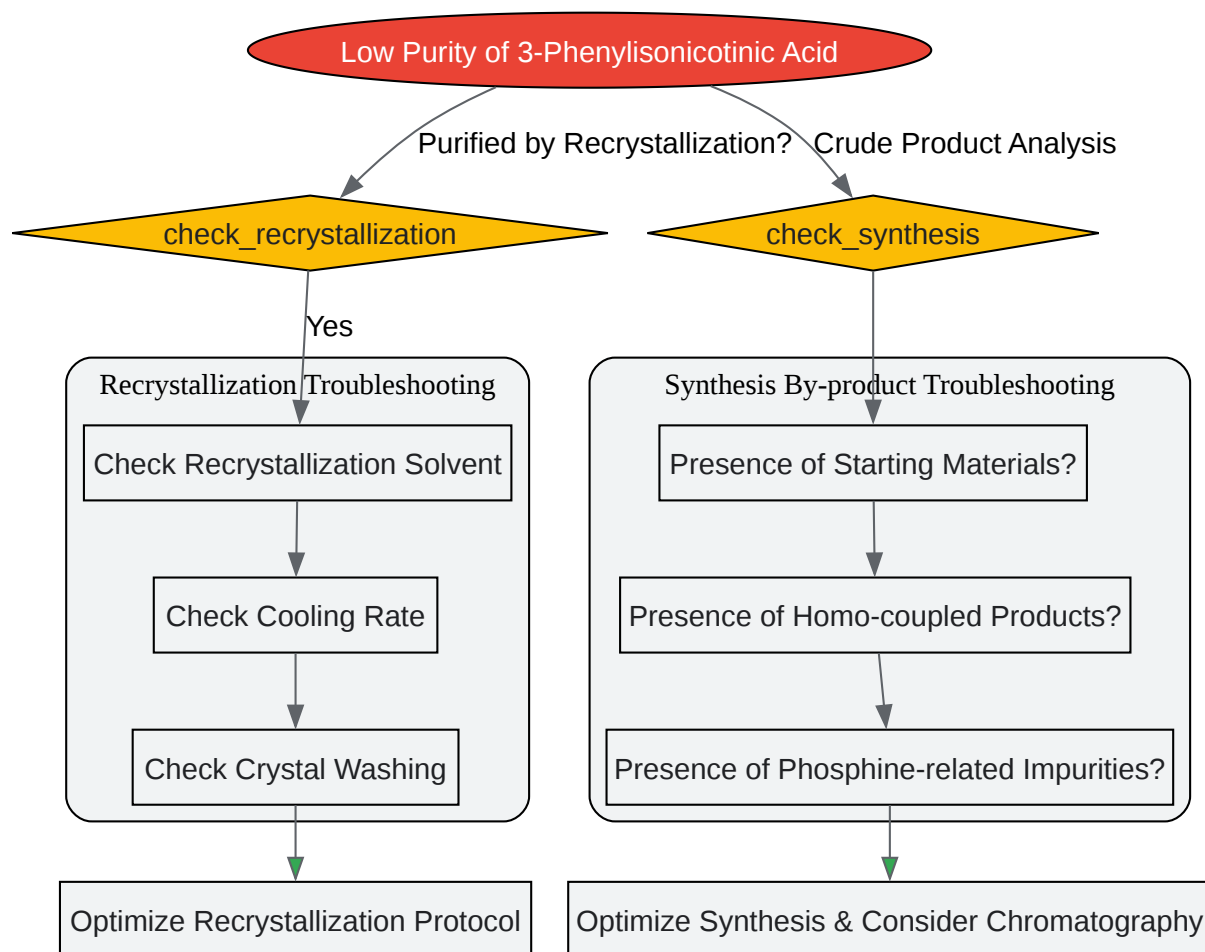 Low Purity of 3-Phenylisonicotinic Acid
Purified by Recrystallization?
Crude Product Analysis
check_recrystallization
check_synthesis
Yes
Recrystallization Troubleshooting
Synthesis By-product Troubleshooting
Check Recrystallization Solvent
Presence of Starting Materials?
Check Cooling Rate
Presence of Homo-coupled Products?
Check Crystal Washing
Presence of Phosphine-related Impurities?
Optimize Recrystallization Protocol
Optimize Synthesis & Consider Chromatography